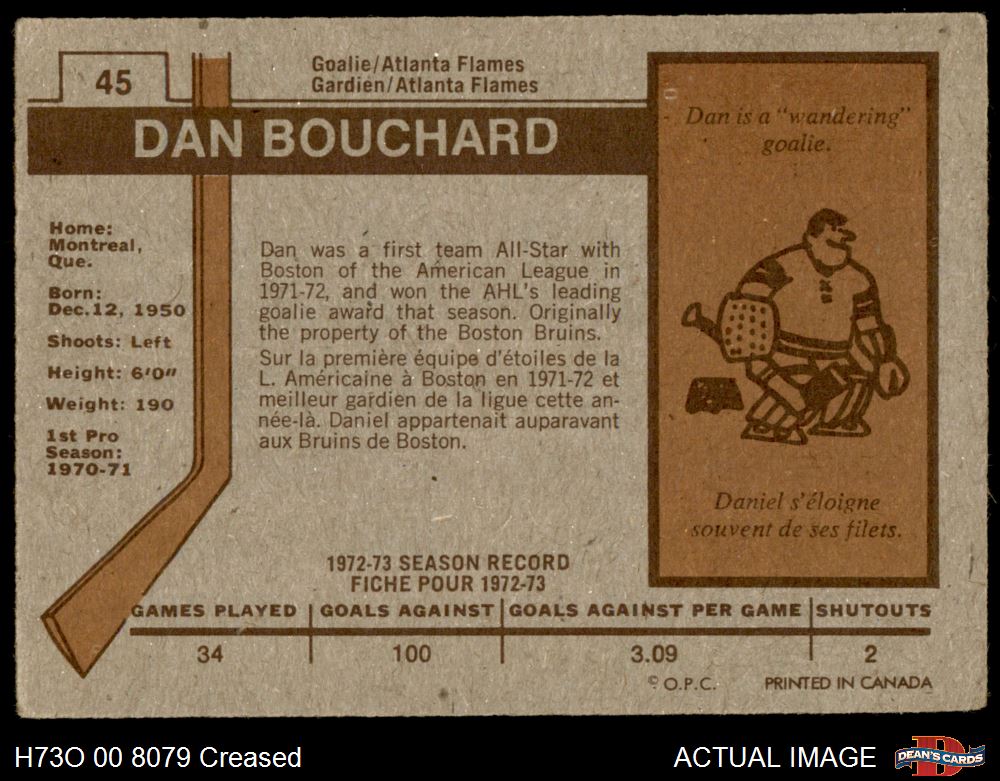 45
Goalie/Atlanta Flames
Gardien/Atlanta Flames
DAN BOUCHARD
Home:
Montreal,
Que.
Born:
Dec.12, 1950
Shoots: Left
Height: 6'0"
Weight: 190
1st Pro
Season:
1970-71
Dan was a first team All-Star with
Boston of the American League in
1971-72, and won the AHL's leading
goalie award that season. Originally
the property of the Boston Bruins.
Sur la première équipe d'étoiles de la
L. Américaine à Boston en 1971-72 et
meilleur gardien de la ligue cette an-
née-là. Daniel appartenait auparavant
aux Bruins de Boston.
Dan is a "wandering"
goalie.
Daniel s'éloigne
souvent de ses filets.
1972-73 SEASON RECORD
FICHE POUR 1972-73
GAMES PLAYED GOALS AGAINST GOALS AGAINST PER GAME SHUTOUTS
34 100 3.09 2
© O.P.C. PRINTED IN CANADA
H73O 00 8079 Creased
ACTUAL IMAGE
D
DEAN'S CARDS